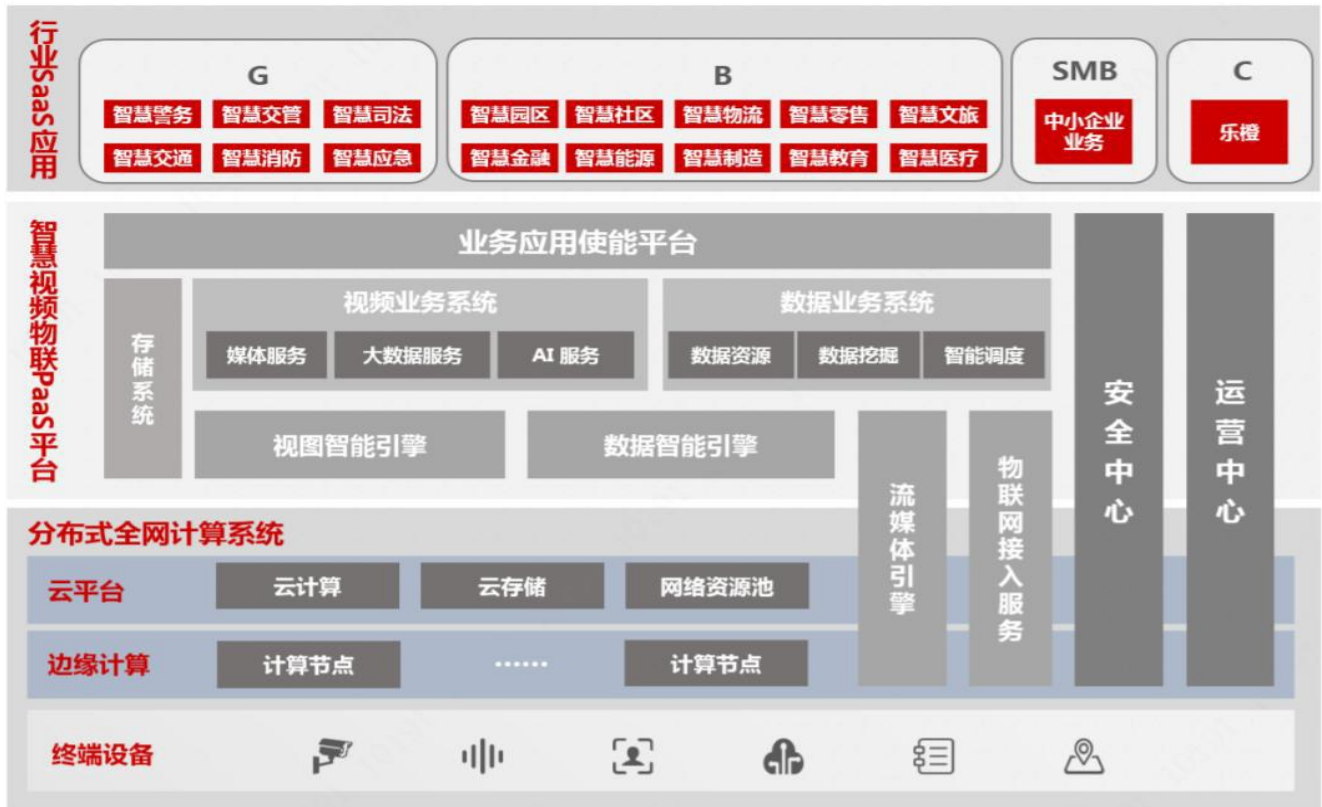 行业SaaS应用
G
智慧警务 智慧交管 智慧司法
智慧交通 智慧消防 智慧应急
B
智慧园区 智慧社区 智慧物流 智慧零售 智慧文旅
智慧金融 智慧能源 智慧制造 智慧教育 智慧医疗
SMB
中小企业
业务
C
乐橙
智慧视频物联PaaS平台
业务应用使能平台
存储系统
视频业务系统
媒体服务 大数据服务 AI 服务
数据业务系统
数据资源 数据挖掘 智能调度
视图智能引擎
数据智能引擎
流媒体引擎
物联网接入服务
安全中心
运营中心
分布式全网计算系统
云平台
云计算 云存储 网络资源池
边缘计算
计算节点 …… 计算节点
终端设备